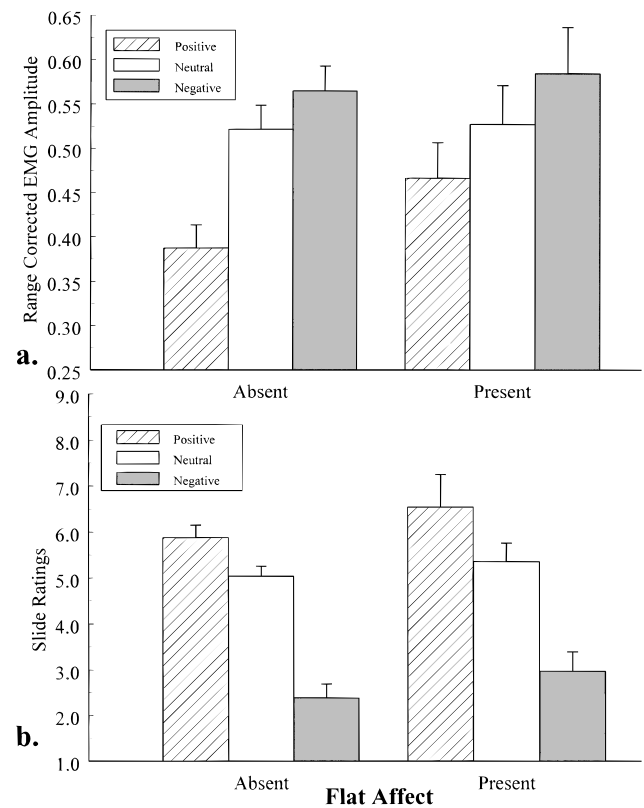 0.65
0.60
0.55
0.50
0.45
0.40
0.35
0.30
0.25
Range Corrected EMG Amplitude
Positive
Neutral
Negative
a.
Absent
Present
9.0
8.0
7.0
6.0
5.0
4.0
3.0
2.0
1.0
Slide Ratings
Positive
Neutral
Negative
b.
Absent
Present
Flat Affect